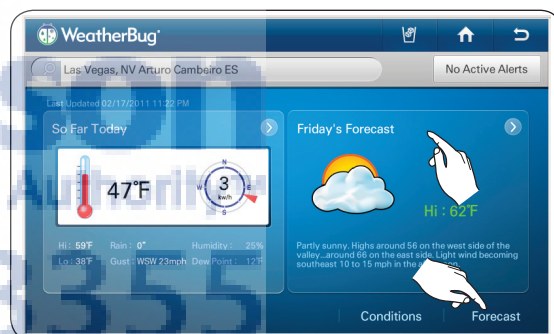 WeatherBug
Las Vegas, NV Arturo Cambeiro ES
No Active Alerts
Last Updated 02/17/2011 11:22 PM
So Far Today
47°F
N
W
E
S
3
kw/h
Hi : 59°F Rain : 0" Humidity : 25%
Lo : 38°F Gust : WSW 23mph Dew Point : 12°F
Friday's Forecast
Hi : 62°F
Partly sunny. Highs around 56 on the west side of the
valley...around 66 on the east side. Light wind becoming
southeast 10 to 15 mph in the
Conditions
Forecast
Authority
3355